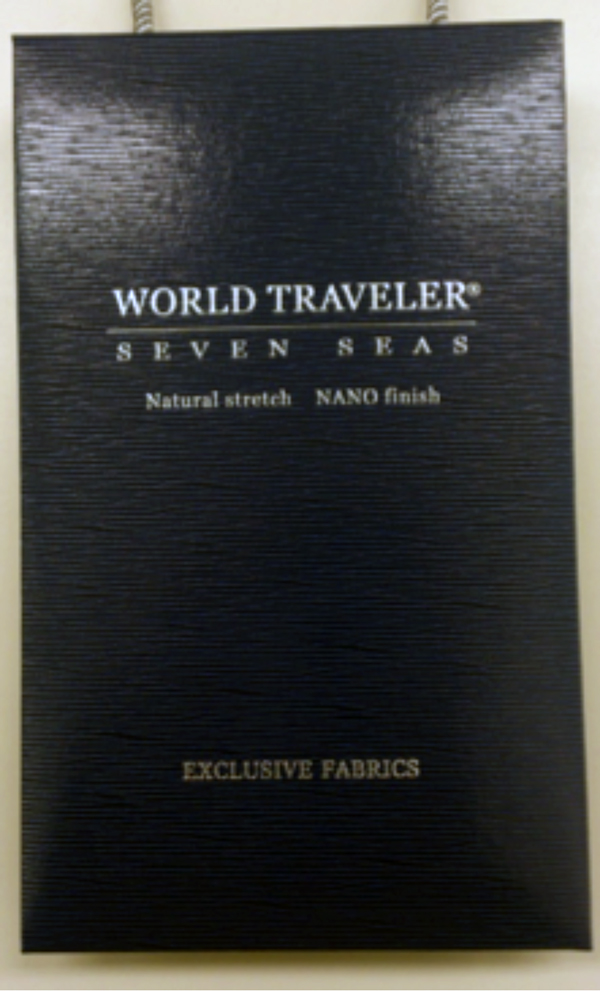 WORLD TRAVELER®
SEVEN SEAS
Natural stretch NANO finish
EXCLUSIVE FABRICS